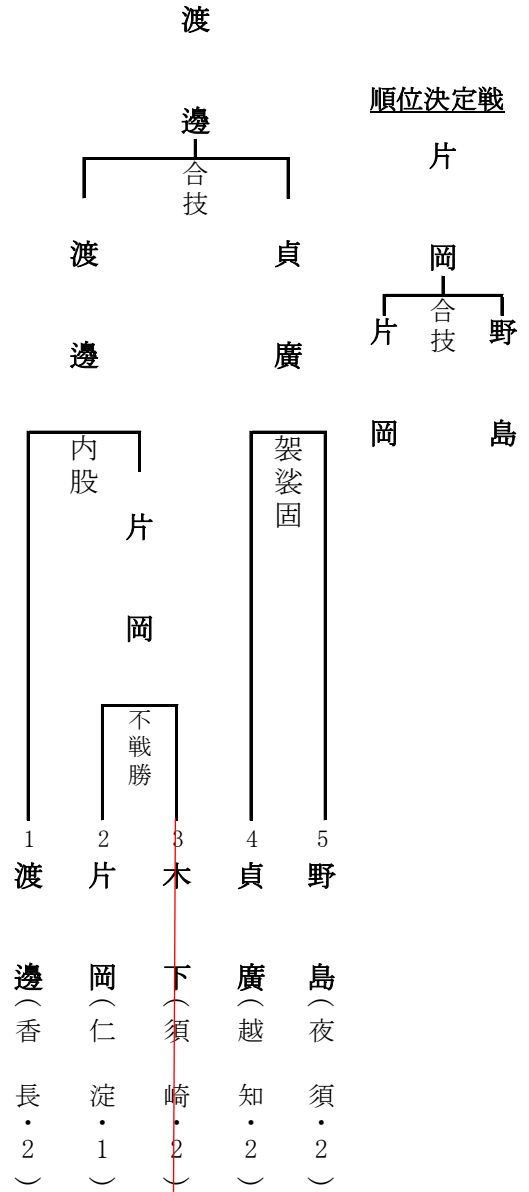 渡邊
順位決定戦
合技
片岡
渡邊
貞廣
合技
片岡
野島
内股
袈裟固
片岡
不戦勝
1
2
3
4
5
渡邊（香長・2）
片岡（仁淀・1）
木下（須崎・2）
貞廣（越知・2）
野島（夜須・2）